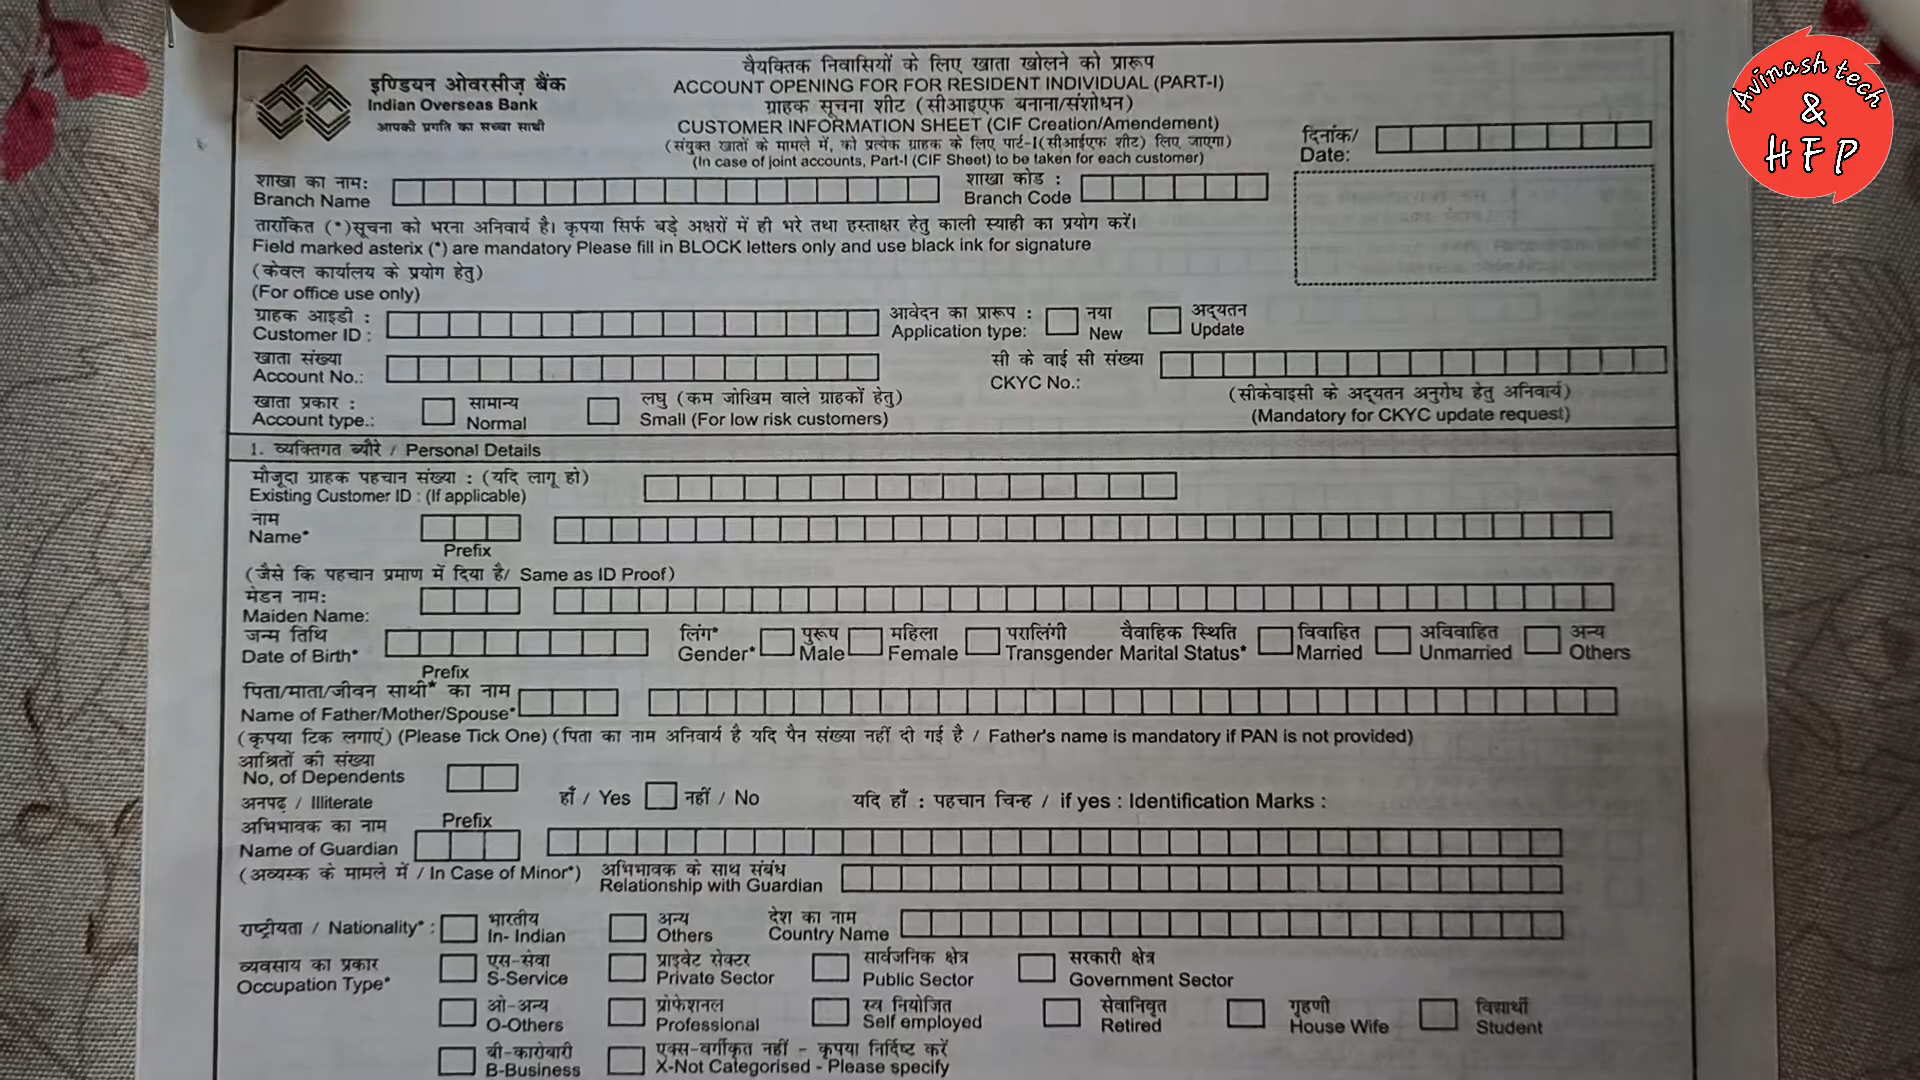 वैयक्तिक निवासियों के लिए खाता खोलने को प्रारूप
इण्डियन ओवरसीज़ बैंक
Indian Overseas Bank
आपकी प्रगति का सच्चा साथी
ACCOUNT OPENING FOR FOR RESIDENT INDIVIDUAL (PART-I)
ग्राहक सूचना शीट (सीआइएफ बनाना/संशोधन)
CUSTOMER INFORMATION SHEET (CIF Creation/Amendement)
(संयुक्त खातों के मामले में, को प्रत्येक ग्राहक के लिए पार्ट-I(सीआईएफ शीट) लिए जाएगा)
(In case of joint accounts, Part-I (CIF Sheet) to be taken for each customer)
दिनांक/
Date:
Avinash tech
&
HFP
शाखा का नाम:
Branch Name
शाखा कोड :
Branch Code
तारांकित (*)सूचना को भरना अनिवार्य है। कृपया सिर्फ बड़े अक्षरों में ही भरे तथा हस्ताक्षर हेतु काली स्याही का प्रयोग करें।
Field marked asterix (*) are mandatory Please fill in BLOCK letters only and use black ink for signature
(केवल कार्यालय के प्रयोग हेतु)
(For office use only)
ग्राहक आइडी :
Customer ID :
आवेदन का प्रारूप :
Application type:
नया
New
अद्यतन
Update
खाता संख्या
Account No.:
सी के वाई सी संख्या
CKYC No.:
खाता प्रकार :
Account type.:
सामान्य
Normal
लघु (कम जोखिम वाले ग्राहकों हेतु)
Small (For low risk customers)
(सीकेवाइसी के अद्यतन अनुरोध हेतु अनिवार्य)
(Mandatory for CKYC update request)
1. व्यक्तिगत ब्यौरे / Personal Details
मौजूदा ग्राहक पहचान संख्या : (यदि लागू हो)
Existing Customer ID : (If applicable)
नाम
Name*
Prefix
(जैसे कि पहचान प्रमाण में दिया है/ Same as ID Proof)
मेडन नाम:
Maiden Name:
जन्म तिथि
Date of Birth*
लिंग*
Gender*
पुरूष
Male
महिला
Female
परालिंगी
Transgender
वैवाहिक स्थिति
Marital Status*
विवाहित
Married
अविवाहित
Unmarried
अन्य
Others
Prefix
पिता/माता/जीवन साथी* का नाम
Name of Father/Mother/Spouse*
(कृपया टिक लगाएं) (Please Tick One) (पिता का नाम अनिवार्य है यदि पैन संख्या नहीं दी गई है / Father's name is mandatory if PAN is not provided)
आश्रितों की संख्या
No, of Dependents
अनपढ़ / Illiterate
हाँ / Yes
नहीं / No
यदि हाँ : पहचान चिन्ह / if yes : Identification Marks :
अभिभावक का नाम
Name of Guardian
Prefix
(अव्यस्क के मामले में / In Case of Minor*)
अभिभावक के साथ संबंध
Relationship with Guardian
राष्ट्रीयता / Nationality* :
भारतीय
In- Indian
अन्य
Others
देश का नाम
Country Name
व्यवसाय का प्रकार
Occupation Type*
एस-सेवा
S-Service
प्राइवेट सेक्टर
Private Sector
सार्वजनिक क्षेत्र
Public Sector
सरकारी क्षेत्र
Government Sector
ओ-अन्य
O-Others
प्रोफेशनल
Professional
स्व नियोजित
Self employed
सेवानिवृत
Retired
गृहणी
House Wife
विद्यार्थी
Student
बी-कारोबारी
B-Business
एक्स-वर्गीकृत नहीं - कृपया निर्दिष्ट करें
X-Not Categorised - Please specify